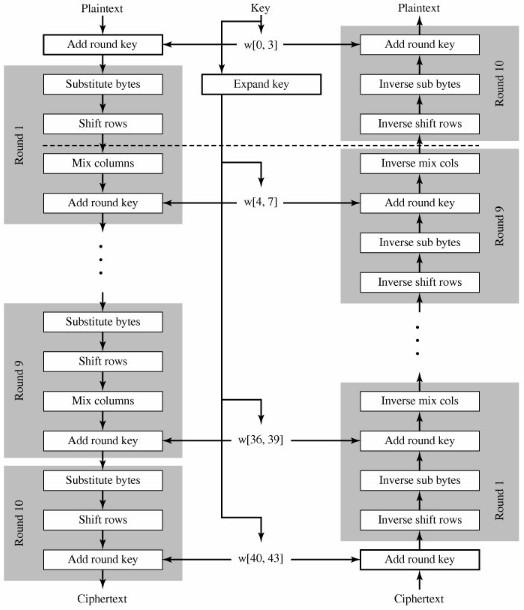 Plaintext
Key
Plaintext
Add round key
w[0, 3]
Add round key
Substitute bytes
Expand key
Inverse sub bytes
Shift rows
Inverse shift rows
Round 1
Round 10
Mix columns
Inverse mix cols
Add round key
w[4, 7]
Add round key
Inverse sub bytes
Round 9
Inverse shift rows
Substitute bytes
Shift rows
Round 9
Mix columns
Inverse mix cols
Add round key
w[36, 39]
Add round key
Substitute bytes
Inverse sub bytes
Shift rows
Inverse shift rows
Round 10
Round 1
Add round key
w[40, 43]
Add round key
Ciphertext
Ciphertext